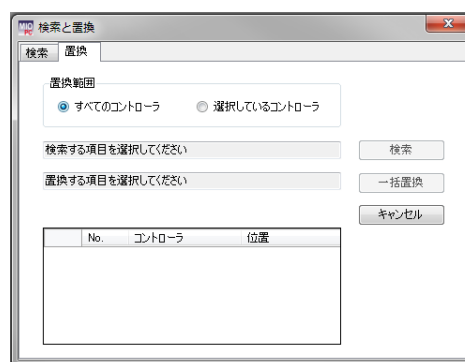 検索と置換
検索 置換
置換範囲
すべてのコントローラ 選択しているコントローラ
検索する項目を選択してください 検索
置換する項目を選択してください 一括置換
キャンセル
No. コントローラ 位置